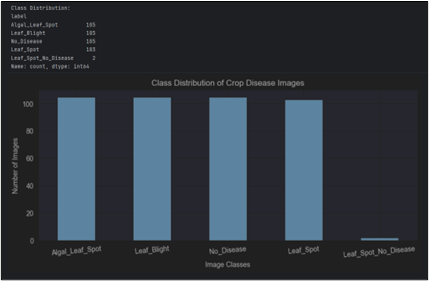 Class Distribution:
label
Algal_Leaf_Spot 105
Leaf_Blight 105
No_Disease 105
Leaf_Spot 103
Leaf_Spot_No_Disease 2
Name: count, dtype: int64
Class Distribution of Crop Disease Images
Number of Images
100
80
60
40
20
0
Algal_Leaf_Spot Leaf_Blight No_Disease Leaf_Spot Leaf_Spot_No_Disease
Image Classes